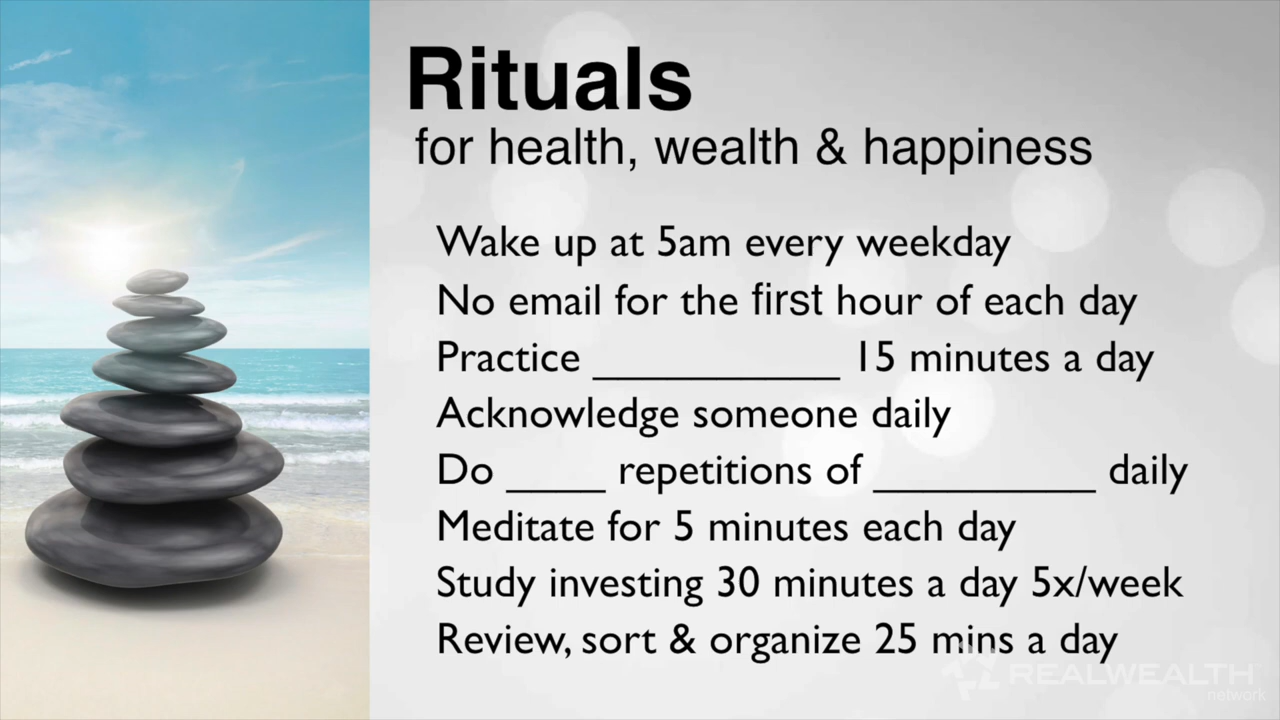 Rituals
for health, wealth & happiness
Wake up at 5am every weekday
No email for the first hour of each day
Practice __________ 15 minutes a day
Acknowledge someone daily
Do ____ repetitions of _________ daily
Meditate for 5 minutes each day
Study investing 30 minutes a day 5x/week
Review, sort & organize 25 mins a day
REALWEALTH
network